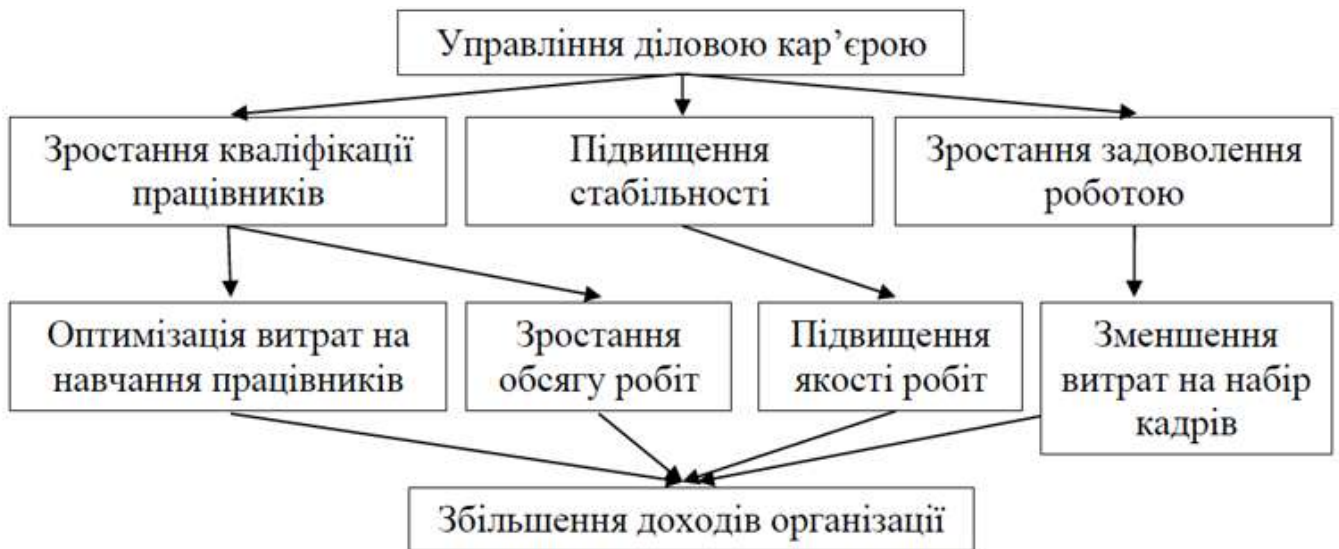 Управління діловою кар’єрою
Зростання кваліфікації
працівників
Підвищення
стабільності
Зростання задоволення
роботою
Оптимізація витрат на
навчання працівників
Зростання
обсягу робіт
Підвищення
якості робіт
Зменшення
витрат на набір
кадрів
Збільшення доходів організації